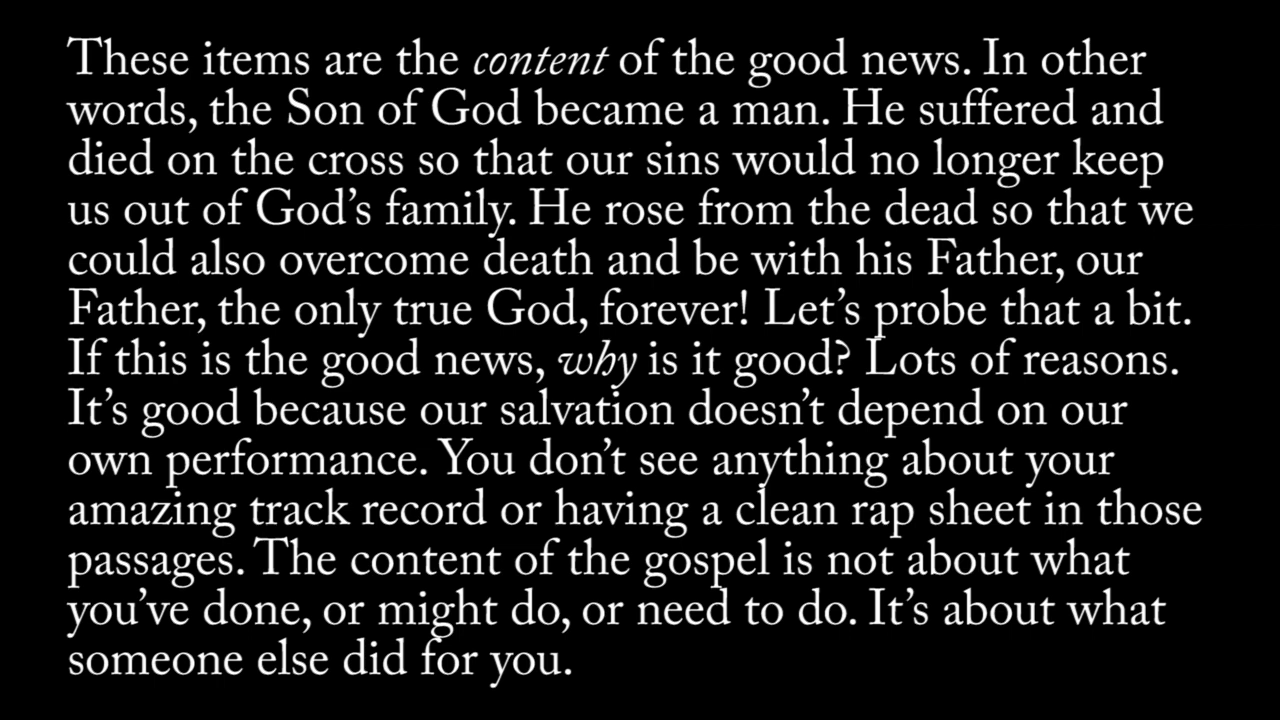 These items are the content of the good news. In other
words, the Son of God became a man. He suffered and
died on the cross so that our sins would no longer keep
us out of God’s family. He rose from the dead so that we
could also overcome death and be with his Father, our
Father, the only true God, forever! Let’s probe that a bit.
If this is the good news, why is it good? Lots of reasons.
It’s good because our salvation doesn’t depend on our
own performance. You don’t see anything about your
amazing track record or having a clean rap sheet in those
passages. The content of the gospel is not about what
you’ve done, or might do, or need to do. It’s about what
someone else did for you.